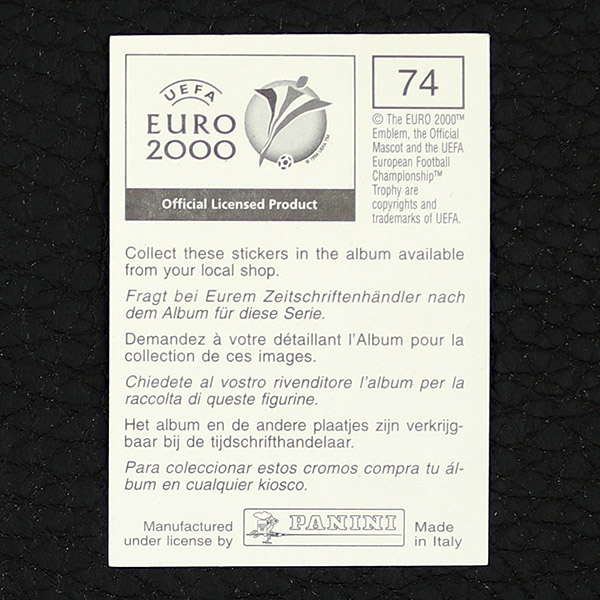 UEFA
EURO
2000
© 1996 UEFA TM
Official Licensed Product
74
© The EURO 2000™
Emblem, the Official
Mascot and the UEFA
European Football
Championship™
Trophy are
copyrights and
trademarks of UEFA.
Collect these stickers in the album available
from your local shop.
Fragt bei Eurem Zeitschriftenhändler nach
dem Album für diese Serie.
Demandez à votre détaillant l'Album pour la
collection de ces images.
Chiedete al vostro rivenditore l'album per la
raccolta di queste figurine.
Het album en de andere plaatjes zijn verkrijg-
baar bij de tijdschrifthandelaar.
Para coleccionar estos cromos compra tu ál-
bum en cualquier kiosco.
Manufactured
under license by
PANINI
Made
in Italy